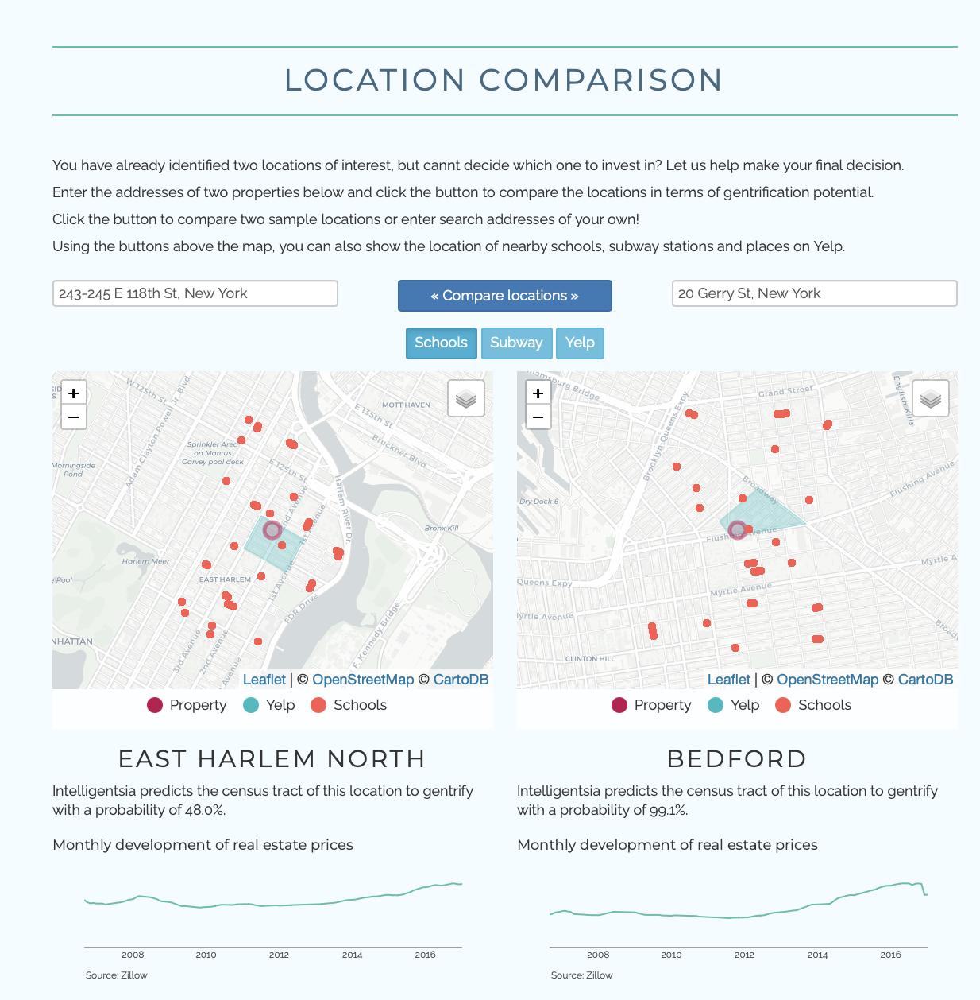 LOCATION COMPARISON
You have already identified two locations of interest, but cannt decide which one to invest in? Let us help make your final decision.
Enter the addresses of two properties below and click the button to compare the locations in terms of gentrification potential.
Click the button to compare two sample locations or enter search addresses of your own!
Using the buttons above the map, you can also show the location of nearby schools, subway stations and places on Yelp.
243-245 E 118th St, New York
« Compare locations »
20 Gerry St, New York
Schools Subway Yelp
+
−
W 125th St.
Adam Clayton Powell Jr. Blvd.
MOTT HAVEN
E 135th St.
Bruckner Blvd
Sprinkler Area
on Marcus
Garvey pool deck
Morningside
Pond
E 125th St.
2nd Avenue
1st Avenue
Harlem River Dr.
Bronx Kill
Harlem Meer
EAST HARLEM
Pool
1st Avenue
FDR Drive
F. Kennedy Bridge
NHATTAN
3rd Avenue
2nd Avenue
Avenue
Leaflet | © OpenStreetMap © CartoDB
Property Yelp Schools
+
−
msburg Bridge
Brooklyn-Queens Expy
Grand Street
English Kills
Dry Dock 6
Broadway
Flushing Avenue
Flushing Avenue
Queens Expy
Myrtle A
Myrtle Avenue
Myrtle Avenue
Broad
CLINTON HILL
Leaflet | © OpenStreetMap © CartoDB
Property Yelp Schools
EAST HARLEM NORTH
Intelligentsia predicts the census tract of this location to gentrify
with a probability of 48.0%.
Monthly development of real estate prices
2008 2010 2012 2014 2016
Source: Zillow
BEDFORD
Intelligentsia predicts the census tract of this location to gentrify
with a probability of 99.1%.
Monthly development of real estate prices
2008 2010 2012 2014 2016
Source: Zillow